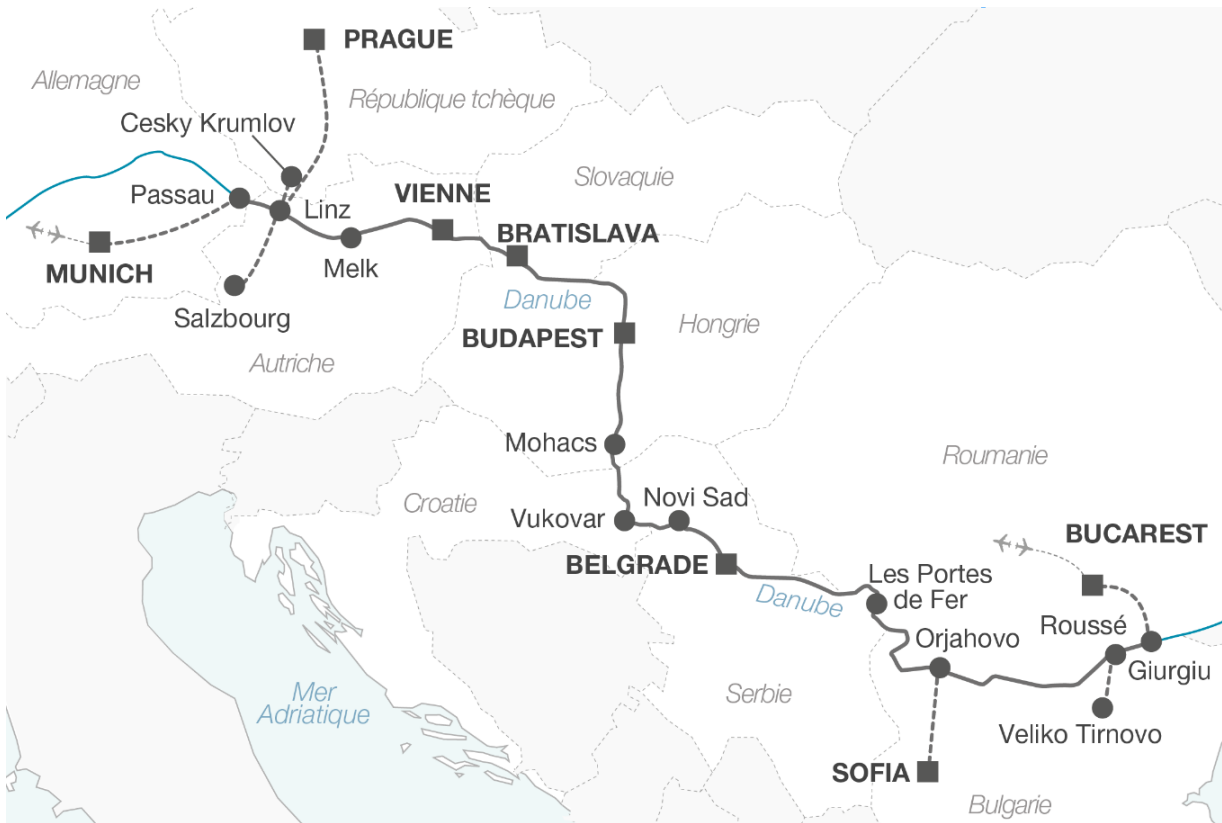 PRAGUE
Allemagne
République tchèque
Cesky Krumlov
Slovaquie
Passau
VIENNE
Linz
BRATISLAVA
MUNICH
Melk
Danube
Salzbourg
Hongrie
BUDAPEST
Autriche
Mohacs
Roumanie
Croatie
Novi Sad
Vukovar
BUCAREST
BELGRADE
Les Portes
de Fer
Danube
Roussé
Orjahovo
Giurgiu
Mer
Adriatique
Serbie
Veliko Tirnovo
SOFIA
Bulgarie